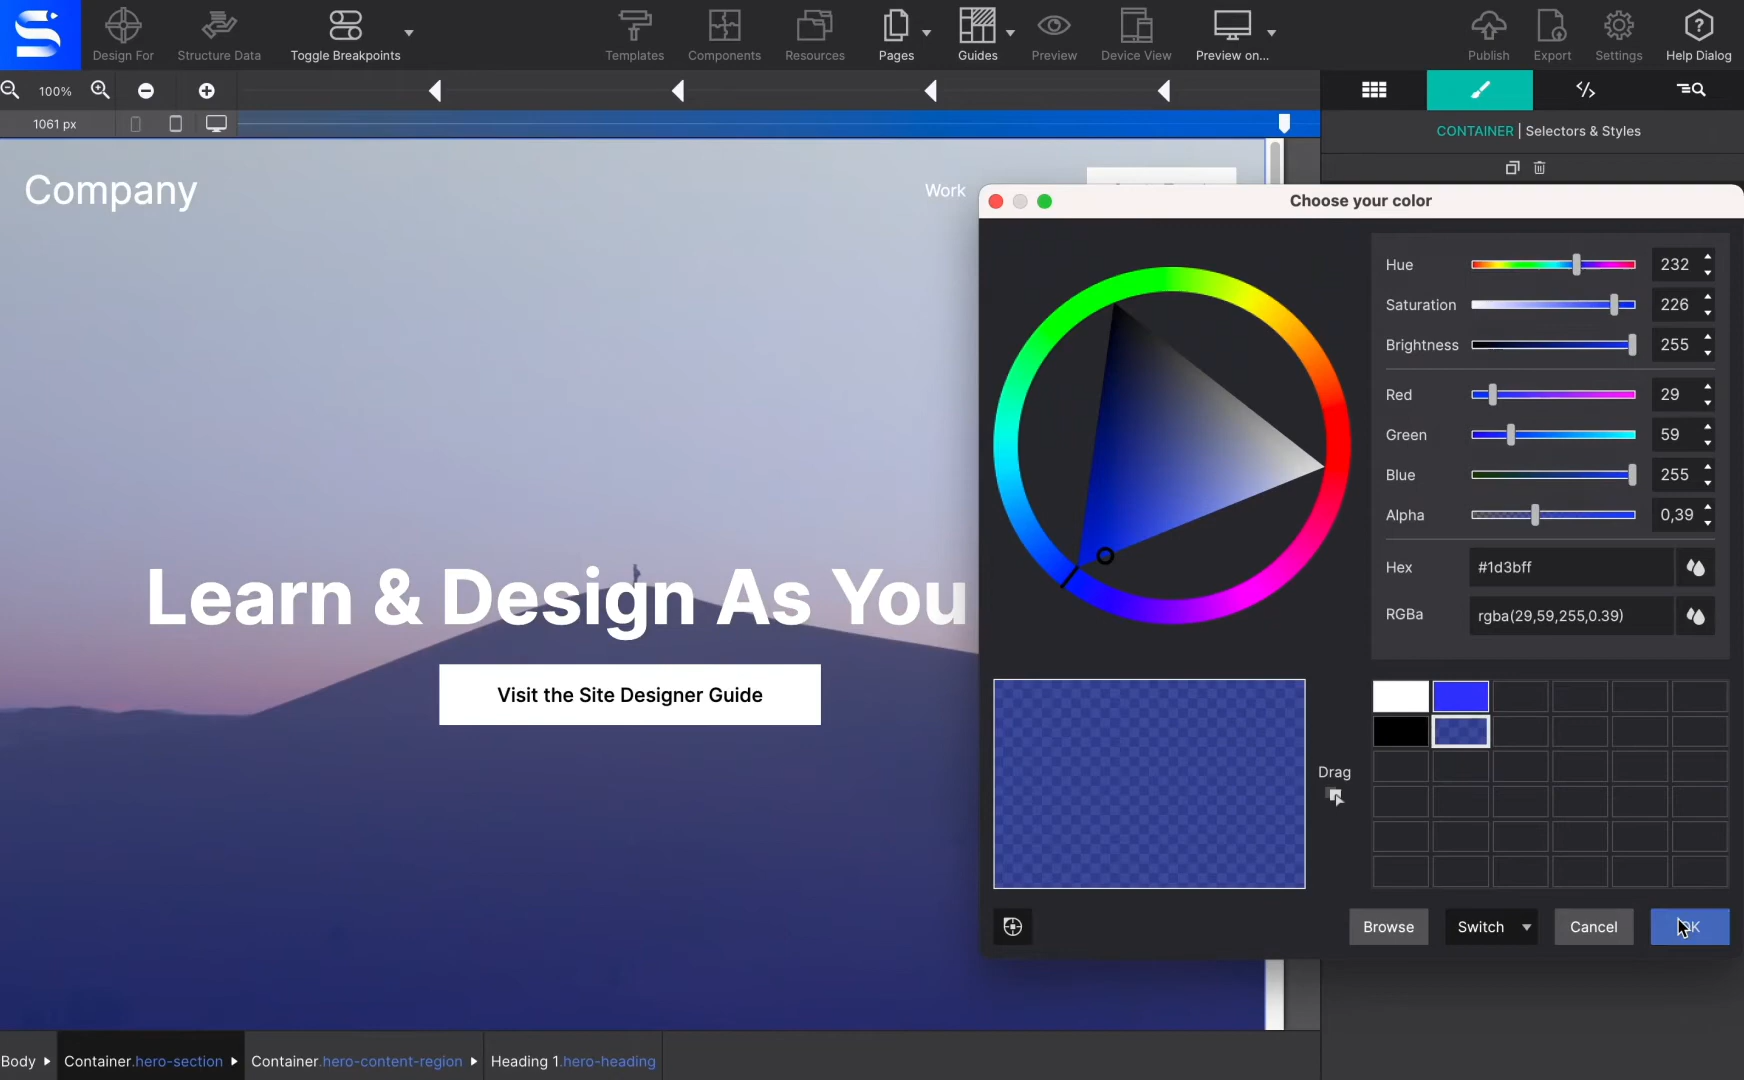 Design For
Structure Data
Toggle Breakpoints
Templates
Components
Resources
Pages
Guides
Preview
Device View
Preview on...
Publish
Export
Settings
Help Dialog
100%
1061 px
CONTAINER | Selectors & Styles
Company
Work
Choose your color
Hue 232
Saturation 226
Brightness 255
Red 29
Green 59
Blue 255
Alpha 0,39
Hex #1d3bff
RGBa rgba(29,59,255,0.39)
Learn & Design As You
Visit the Site Designer Guide
Drag
Browse
Switch
Cancel
Body
Container.hero-section
Container.hero-content-region
Heading 1.hero-heading